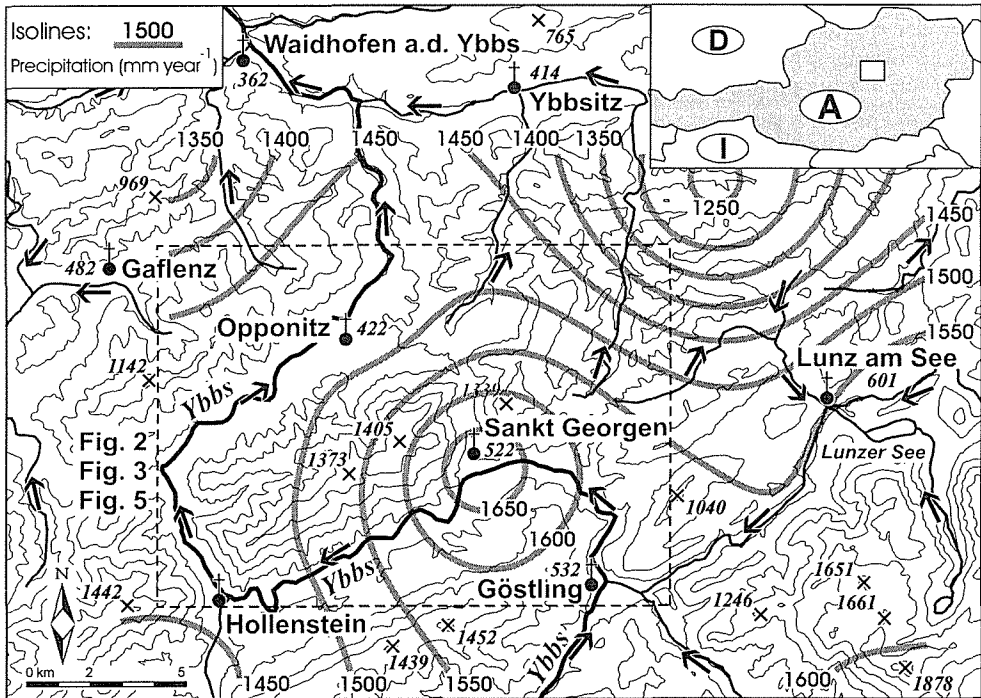 Isolines: 1500
Precipitation (mm year⁻¹)
Waidhofen a.d. Ybbs
362
765
414
Ybbsitz
D
A
I
1350
1400
1450
1450
1400
1350
1250
969
482
Gaflenz
1450
1500
1550
Opponitz
422
1142
Ybbs
Lunz am See
601
1405
Sankt Georgen
522
1373
Fig. 2
Fig. 3
Fig. 5
Lunzer See
1650
1040
1600
Ybbs
532
Göstling
1651
1661
1246
N
1442
Hollenstein
1452
1439
Ybbs
0 km 2 5
1450
1500
1550
1600
1878